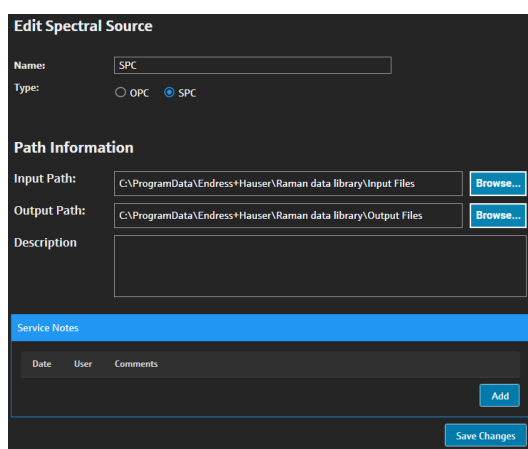 Edit Spectral Source
Name: SPC
Type: OPC SPC
Path Information
Input Path: C:\ProgramData\Endress+Hauser\Raman data library\Input Files Browse...
Output Path: C:\ProgramData\Endress+Hauser\Raman data library\Output Files Browse...
Description
Service Notes
Date User Comments
Add
Save Changes